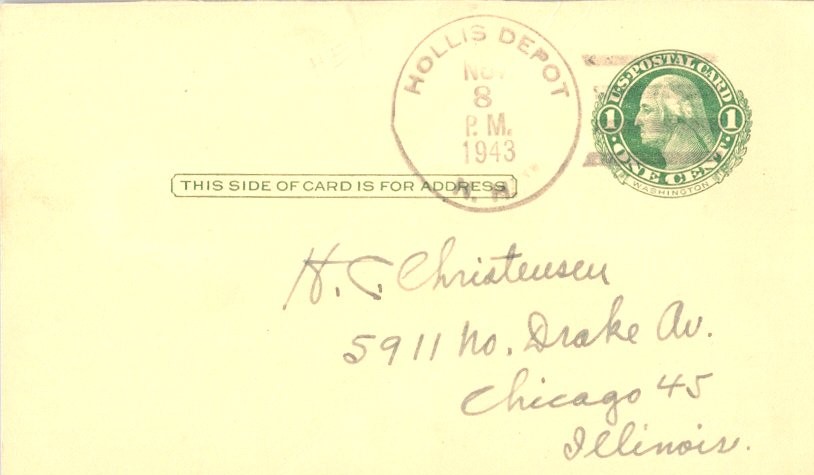 HOLLIS DEPOT
NOV
8
P.M.
1943
N. H.
U.S. POSTAL CARD
1 1
ONE CENT
WASHINGTON
THIS SIDE OF CARD IS FOR ADDRESS
H. C. Christensen
5911 No. Drake Av.
Chicago 45
Illinois.